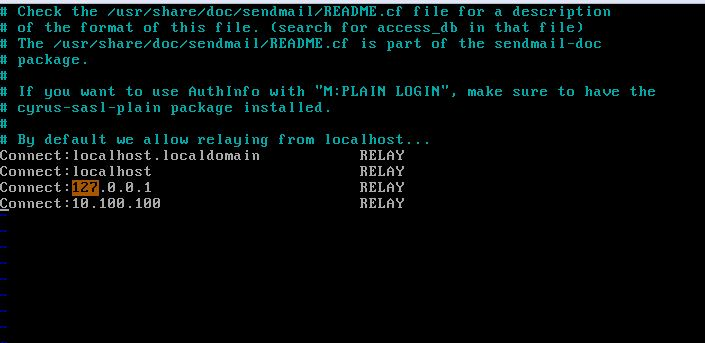 # Check the /usr/share/doc/sendmail/README.cf file for a description
# of the format of this file. (search for access_db in that file)
# The /usr/share/doc/sendmail/README.cf is part of the sendmail-doc
# package.
#
# If you want to use AuthInfo with "M:PLAIN LOGIN", make sure to have the
# cyrus-sasl-plain package installed.
#
# By default we allow relaying from localhost...
Connect:localhost.localdomain RELAY
Connect:localhost RELAY
Connect:127.0.0.1 RELAY
Connect:10.100.100 RELAY
~
~
~
~
~
~
~
~